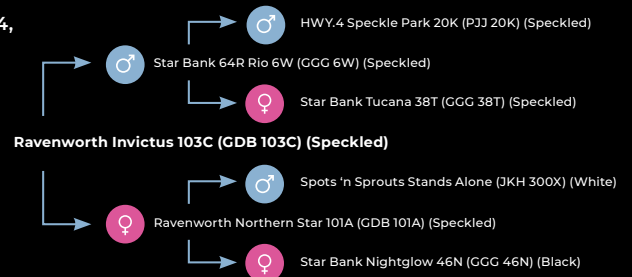 4,
HWY.4 Speckle Park 20K (PJJ 20K) (Speckled)
Star Bank 64R Rio 6W (GGG 6W) (Speckled)
Star Bank Tucana 38T (GGG 38T) (Speckled)
Ravenworth Invictus 103C (GDB 103C) (Speckled)
Spots ‘n Sprouts Stands Alone (JKH 300X) (White)
Ravenworth Northern Star 101A (GDB 101A) (Speckled)
Star Bank Nightglow 46N (GGG 46N) (Black)